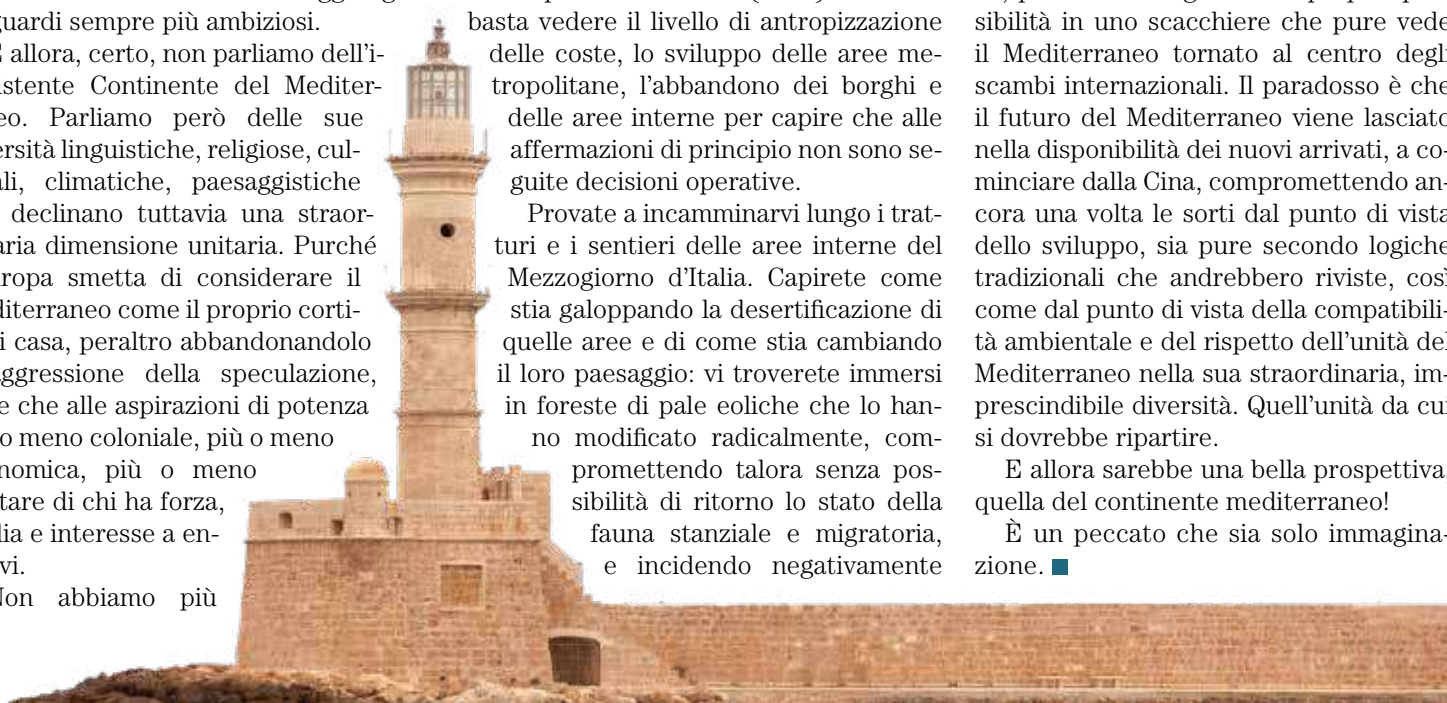 guardi sempre più ambiziosi.
allora, certo, non parliamo dell'i-
istente Continente del Mediter-
eo. Parliamo però delle sue
ersità linguistiche, religiose, cul-
ali, climatiche, paesaggistiche
declinano tuttavia una straor-
aria dimensione unitaria. Purché
ropa smetta di considerare il
diterraneo come il proprio corti-
i casa, peraltro abbandonandolo
aggressione della speculazione,
e che alle aspirazioni di potenza
o meno coloniale, più o meno
nomica, più o meno
tare di chi ha forza,
lia e interesse a en-
vi.
Non abbiamo più
basta vedere il livello di antropizzazione
delle coste, lo sviluppo delle aree me-
tropolitane, l'abbandono dei borghi e
delle aree interne per capire che alle
affermazioni di principio non sono se-
guite decisioni operative.
Provate a incamminarvi lungo i trat-
turi e i sentieri delle aree interne del
Mezzogiorno d'Italia. Capirete come
stia galoppando la desertificazione di
quelle aree e di come stia cambiando
il loro paesaggio: vi troverete immersi
in foreste di pale eoliche che lo han-
no modificato radicalmente, com-
promettendo talora senza pos-
sibilità di ritorno lo stato della
fauna stanziale e migratoria,
e incidendo negativamente
sibilità in uno scacchiere che pure vede
il Mediterraneo tornato al centro degli
scambi internazionali. Il paradosso è che
il futuro del Mediterraneo viene lasciato
nella disponibilità dei nuovi arrivati, a co-
minciare dalla Cina, compromettendo an-
cora una volta le sorti dal punto di vista
dello sviluppo, sia pure secondo logiche
tradizionali che andrebbero riviste, così
come dal punto di vista della compatibili-
tà ambientale e del rispetto dell'unità del
Mediterraneo nella sua straordinaria, im-
prescindibile diversità. Quell'unità da cui
si dovrebbe ripartire.
E allora sarebbe una bella prospettiva
quella del continente mediterraneo!
È un peccato che sia solo immagina-
zione.